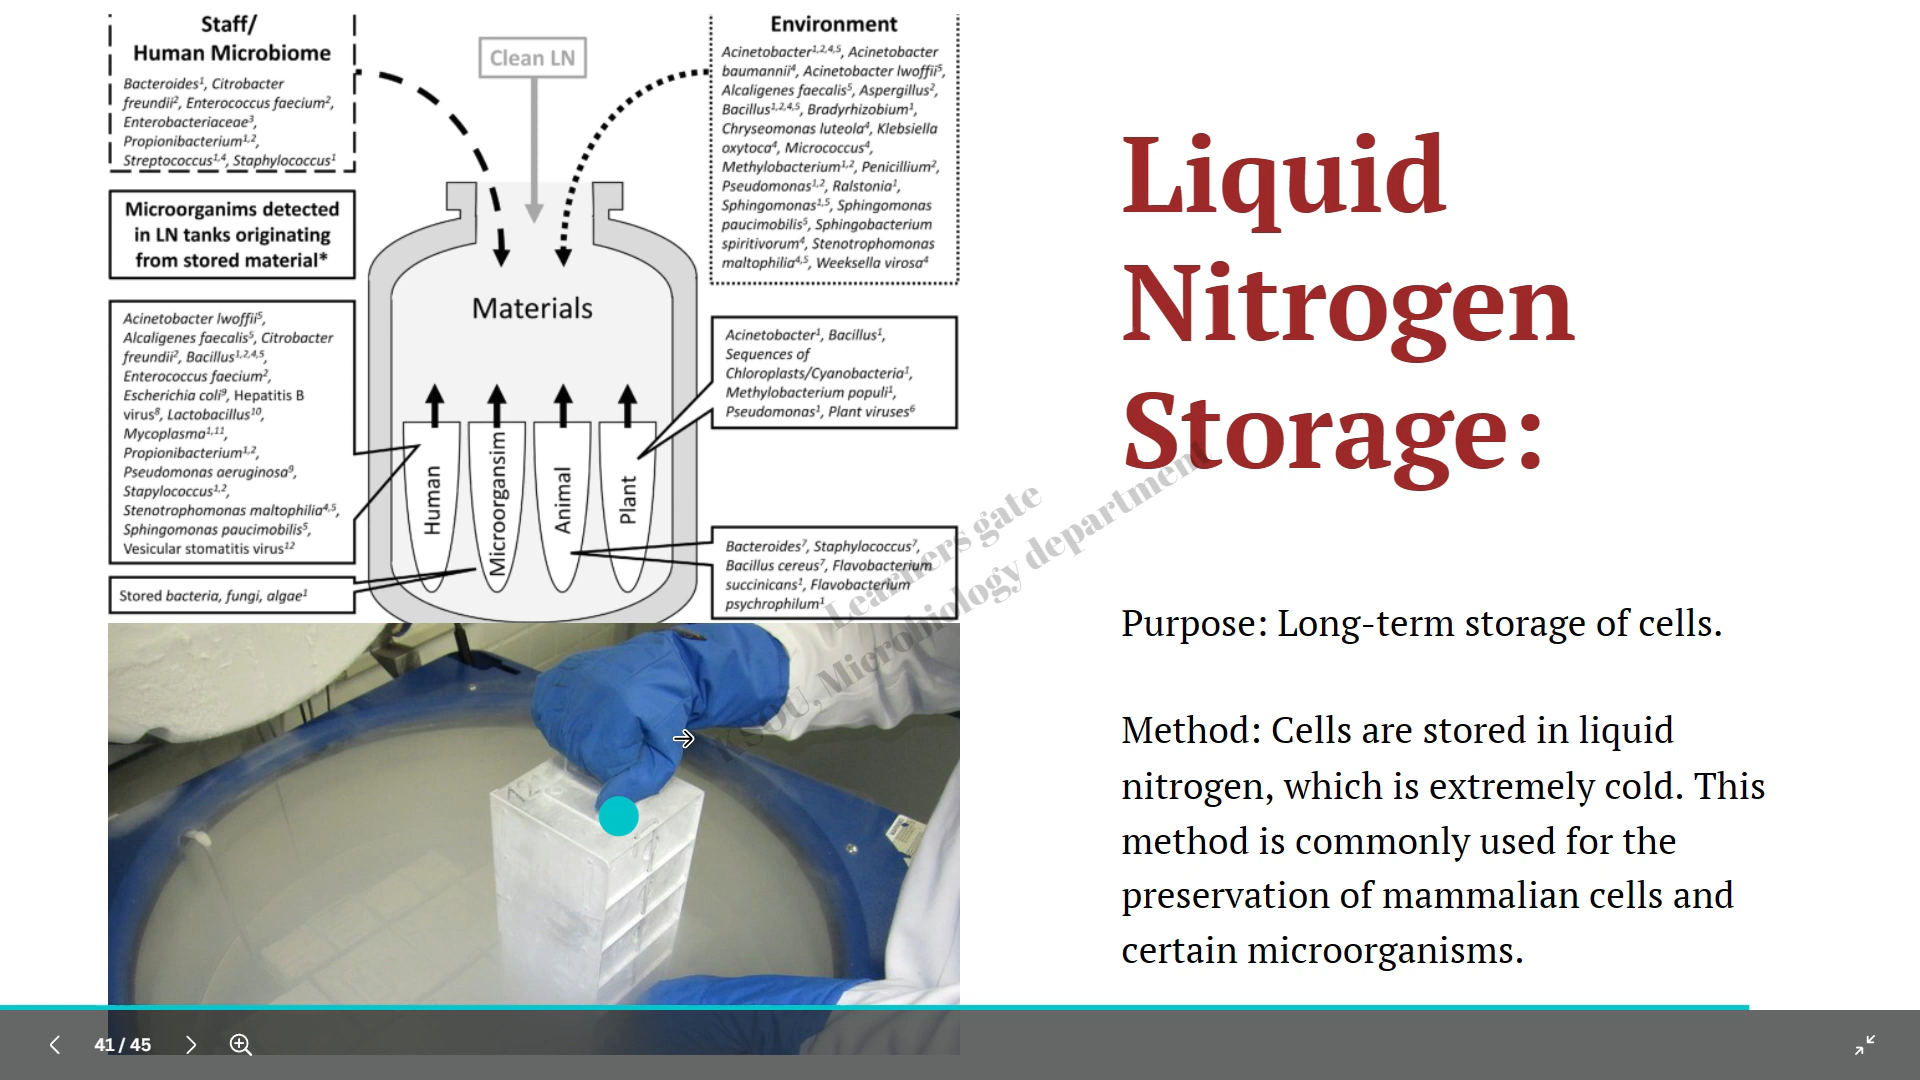 Staff/
Human Microbiome
Bacteroides¹, Citrobacter
freundii², Enterococcus faecium²,
Enterobacteriaceae³,
Propionibacterium¹,²,
Streptococcus¹,⁴, Staphylococcus¹
Microorganims detected
in LN tanks originating
from stored material*
Acinetobacter lwoffii⁵,
Alcaligenes faecalis⁵, Citrobacter
freundii², Bacillus¹,²,⁴,⁵,
Enterococcus faecium²,
Escherichia coli⁹, Hepatitis B
virus⁸, Lactobacillus¹⁰,
Mycoplasma¹,¹¹,
Propionibacterium¹,²,
Pseudomonas aeruginosa⁹,
Stapylococcus¹,²,
Stenotrophomonas maltophilia⁴,⁵,
Sphingomonas paucimobilis⁵,
Vesicular stomatitis virus¹²
Stored bacteria, fungi, algae¹
Clean LN
Materials
Human
Microorgansim
Animal
Plant
Environment
Acinetobacter¹,²,⁴,⁵, Acinetobacter
baumannii⁴, Acinetobacter lwoffii⁵,
Alcaligenes faecalis⁵, Aspergillus²,
Bacillus¹,²,⁴,⁵, Bradyrhizobium¹,
Chryseomonas luteola⁴, Klebsiella
oxytoca⁴, Micrococcus⁴,
Methylobacterium¹,², Penicillium²,
Pseudomonas¹,², Ralstonia¹,
Sphingomonas¹,⁵, Sphingomonas
paucimobilis⁵, Sphingobacterium
spiritivorum⁴, Stenotrophomonas
maltophilia⁴,⁵, Weeksella virosa⁴
Acinetobacter¹, Bacillus¹,
Sequences of
Chloroplasts/Cyanobacteria¹,
Methylobacterium populi¹,
Pseudomonas¹, Plant viruses⁶
Bacteroides⁷, Staphylococcus⁷,
Bacillus cereus⁷, Flavobacterium
succinicans¹, Flavobacterium
psychrophilum¹
Learners gate
Microbiology department
Liquid
Nitrogen
Storage:
Purpose: Long-term storage of cells.
Method: Cells are stored in liquid
nitrogen, which is extremely cold. This
method is commonly used for the
preservation of mammalian cells and
certain microorganisms.
41 / 45